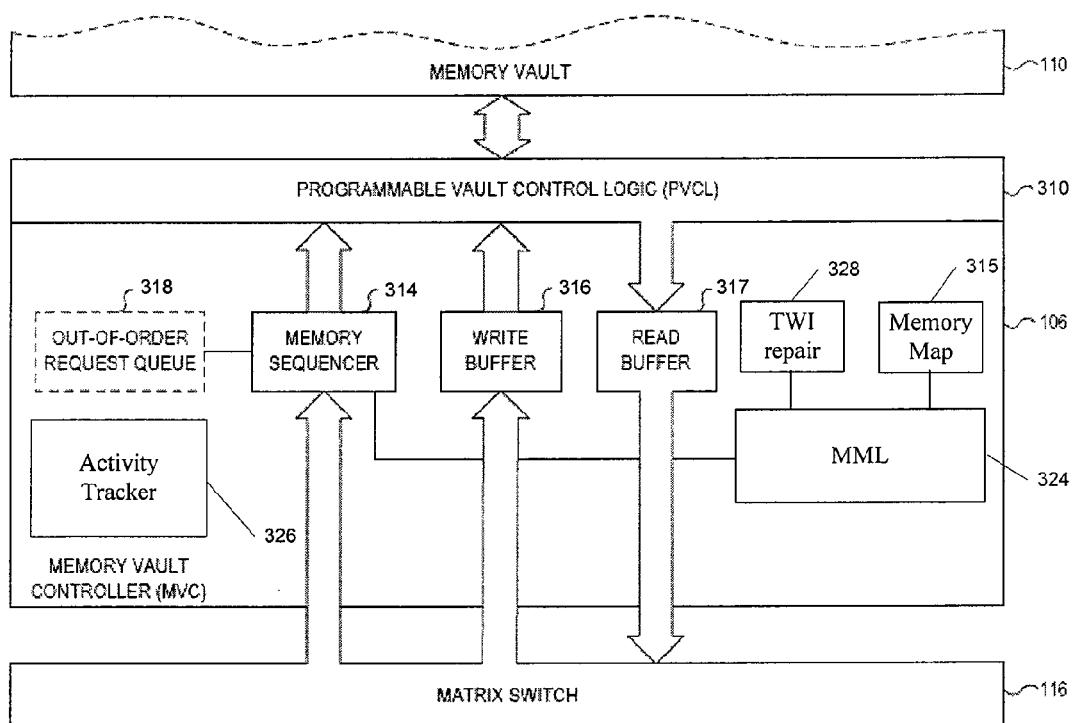 MEMORY VAULT
110
PROGRAMMABLE VAULT CONTROL LOGIC (PVCL)
310
318
314
316
317
328
315
OUT-OF-ORDER
REQUEST QUEUE
MEMORY
SEQUENCER
WRITE
BUFFER
READ
BUFFER
TWI
repair
Memory
Map
106
Activity
Tracker
MML
324
326
MEMORY VAULT
CONTROLLER (MVC)
MATRIX SWITCH
116